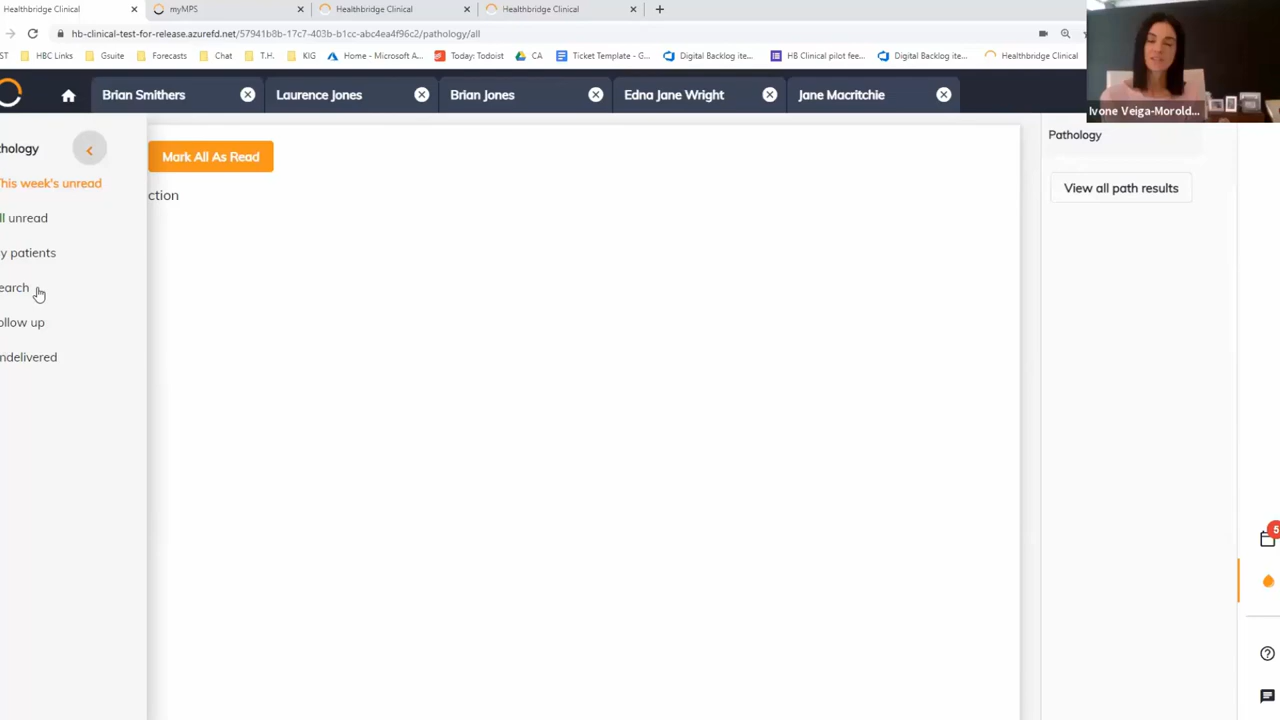 Healthbridge Clinical
myMPS
Healthbridge Clinical
Healthbridge Clinical
hb-clinical-test-for-release.azurefd.net/57941b8b-17c7-403b-b1cc-abc4ea4f96c2/pathology/all
ST HBC Links Gsuite Forecasts Chat T.H. KIG Home - Microsoft A... Today: Todoist CA Ticket Template - G... Digital Backlog ite... HB Clinical pilot fee... Digital Backlog ite... Healthbridge Clinical
Ivone Veiga-Morold...
Brian Smithers
Laurence Jones
Brian Jones
Edna Jane Wright
Jane Macritchie
thology
This week's unread
ll unread
y patients
earch
ollow up
ndelivered
Mark All As Read
ction
Pathology
View all path results
5